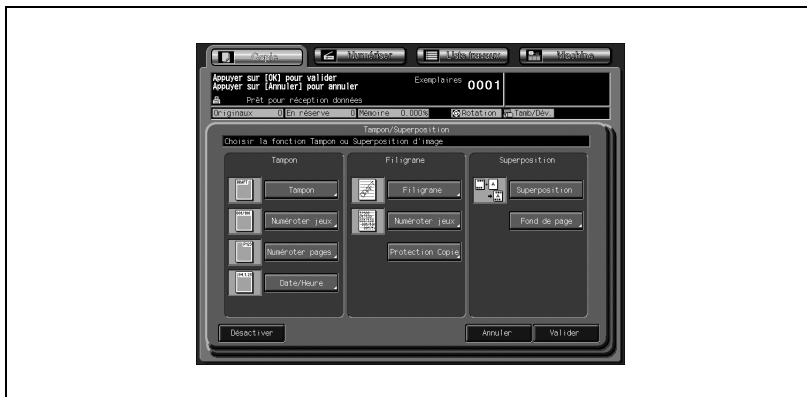 Copie Numériser Liste travaux Machine
Appuyer sur [OK] pour valider
Appuyer sur [Annuler] pour annuler
Exemplaires 0001
Prêt pour réception données
Originaux 0 En réserve 0 Mémoire 0.000% Rotation Tamb/Dév.
Tampon/Superposition
Choisir la fonction Tampon ou Superposition d'image
Tampon Filigrane Superposition
Tampon Filigrane Superposition
Numéroter jeux Numéroter jeux Fond de page
Numéroter pages Protection Copie
Date/Heure
Désactiver Annuler Valider